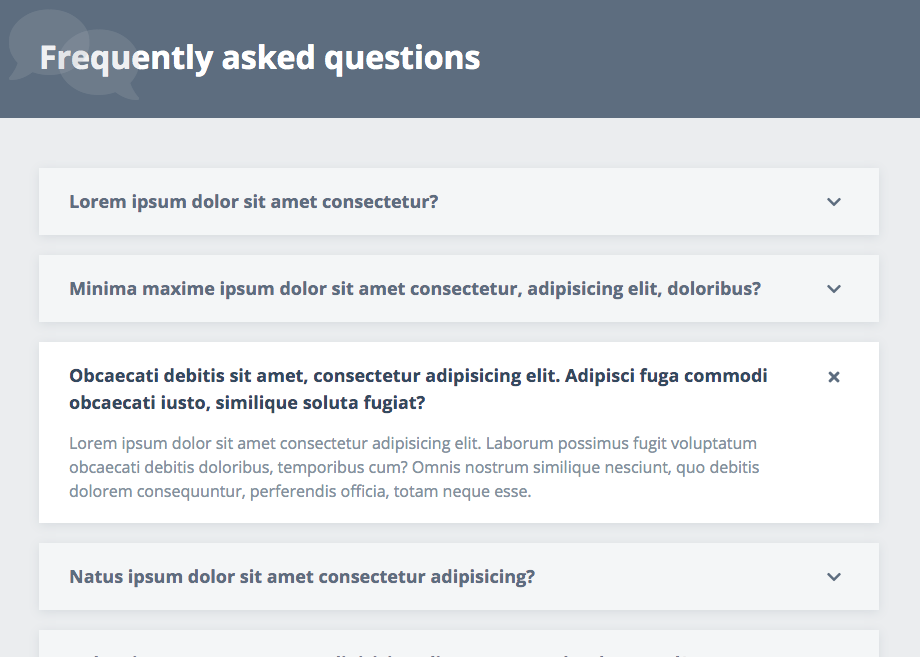 Frequently asked questions
Lorem ipsum dolor sit amet consectetur?
Minima maxime ipsum dolor sit amet consectetur, adipisicing elit, doloribus?
Obcaecati debitis sit amet, consectetur adipisicing elit. Adipisci fuga commodi
obcaecati iusto, similique soluta fugiat?
Lorem ipsum dolor sit amet consectetur adipisicing elit. Laborum possimus fugit voluptatum
obcaecati debitis doloribus, temporibus cum? Omnis nostrum similique nesciunt, quo debitis
dolorem consequuntur, perferendis officia, totam neque esse.
Natus ipsum dolor sit amet consectetur adipisicing?